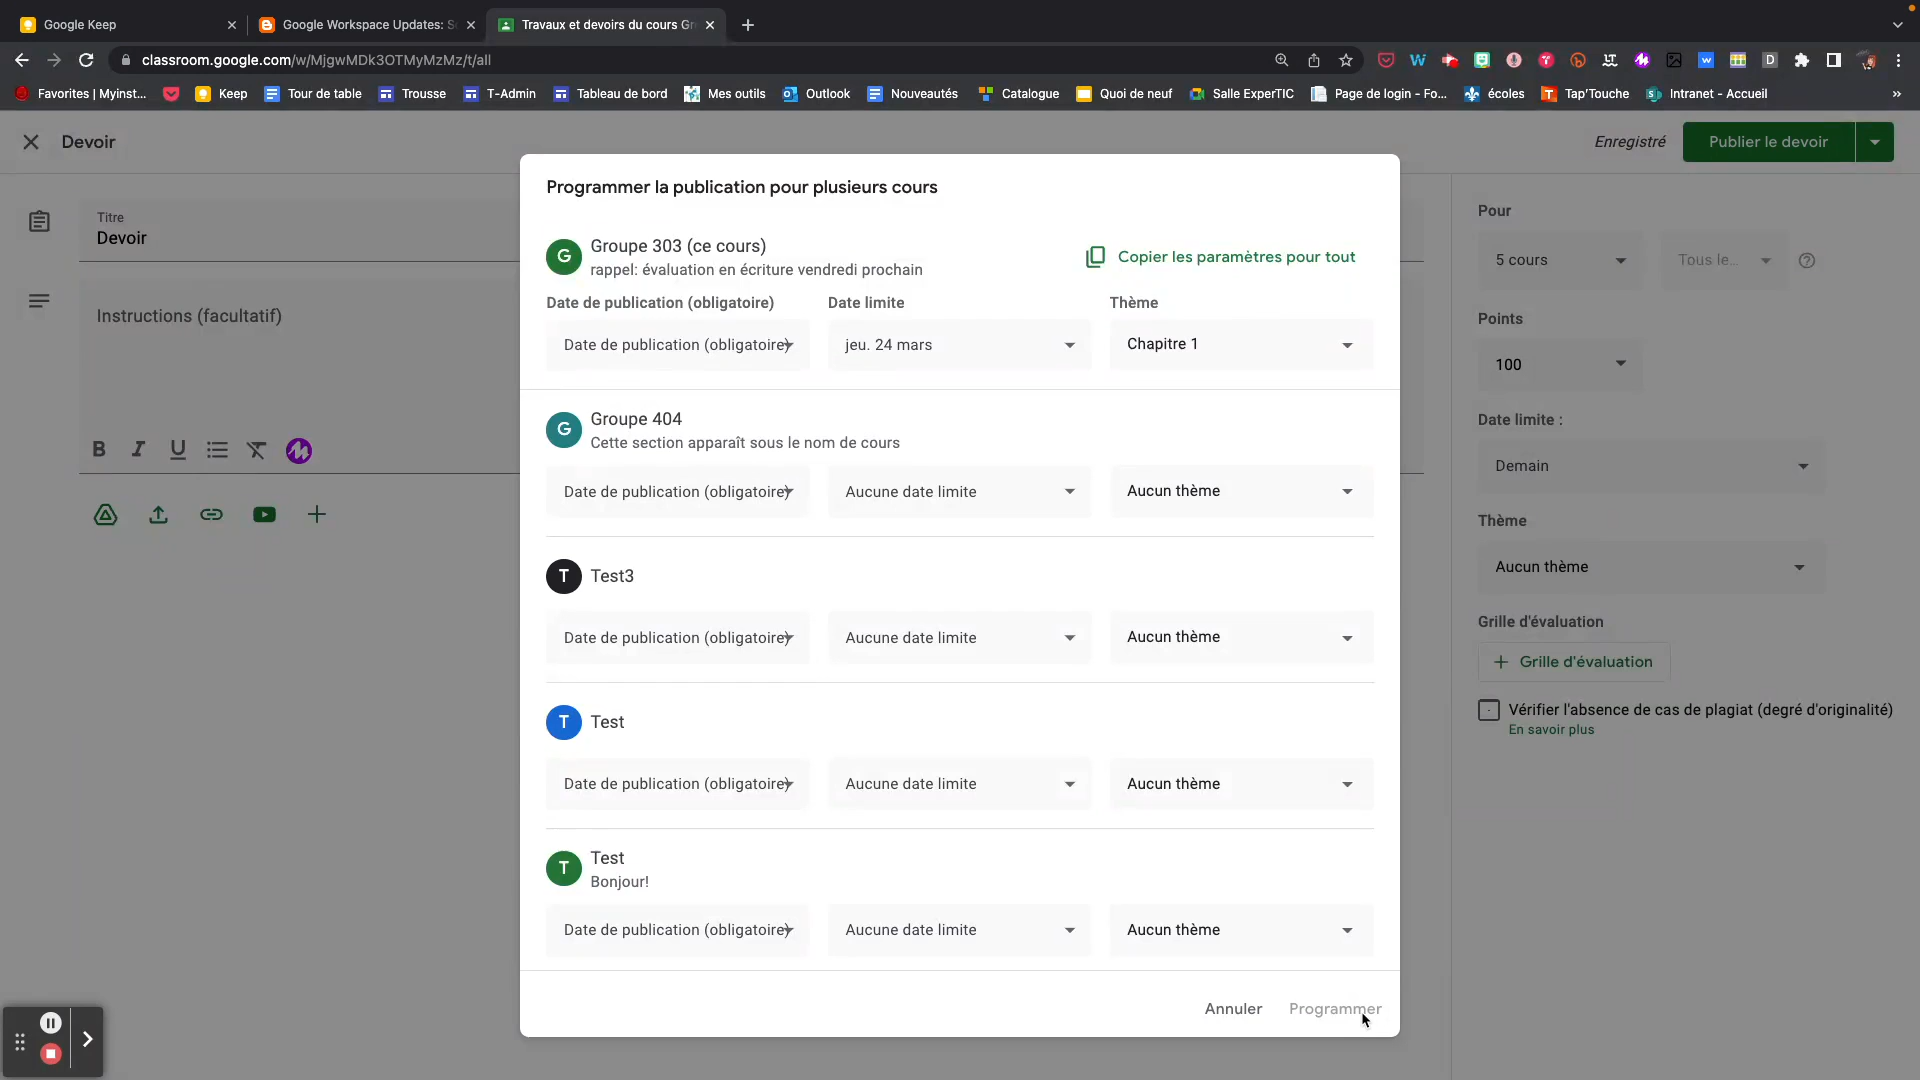 Google Keep
Google Workspace Updates: S
Travaux et devoirs du cours Gr
classroom.google.com/w/MjgwMDk3OTMyMzMz/t/all
Favorites | Myinst...
Keep
Tour de table
Trousse
T-Admin
Tableau de bord
Mes outils
Outlook
Nouveautés
Catalogue
Quoi de neuf
Salle ExperTIC
Page de login - Fo...
écoles
Tap'Touche
Intranet - Accueil
»
Devoir
Enregistré
Publier le devoir
Titre
Devoir
Instructions (facultatif)
Programmer la publication pour plusieurs cours
G
Groupe 303 (ce cours)
rappel: évaluation en écriture vendredi prochain
Copier les paramètres pour tout
Date de publication (obligatoire)
Date limite
Thème
Date de publication (obligatoire)
jeu. 24 mars
Chapitre 1
G
Groupe 404
Cette section apparaît sous le nom de cours
Date de publication (obligatoire)
Aucune date limite
Aucun thème
T
Test3
Date de publication (obligatoire)
Aucune date limite
Aucun thème
T
Test
Date de publication (obligatoire)
Aucune date limite
Aucun thème
T
Test
Bonjour!
Date de publication (obligatoire)
Aucune date limite
Aucun thème
Annuler
Programmer
Pour
5 cours
Tous le...
Points
100
Date limite :
Demain
Thème
Aucun thème
Grille d'évaluation
Grille d'évaluation
Vérifier l'absence de cas de plagiat (degré d'originalité)
En savoir plus